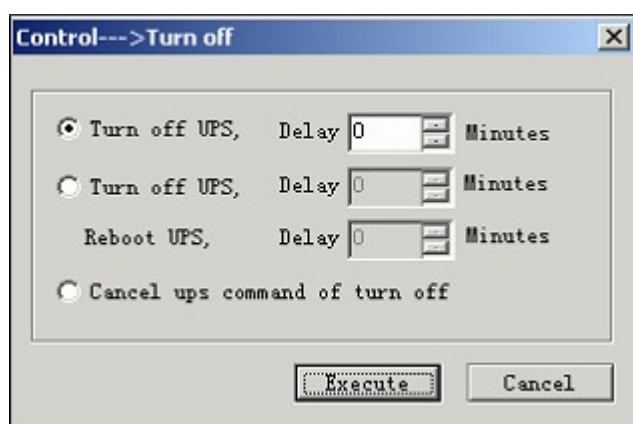 Control--->Turn off
Turn off UPS, Delay 0 Minutes
Turn off UPS, Delay 0 Minutes
Reboot UPS, Delay 0 Minutes
Cancel ups command of turn off
Execute Cancel